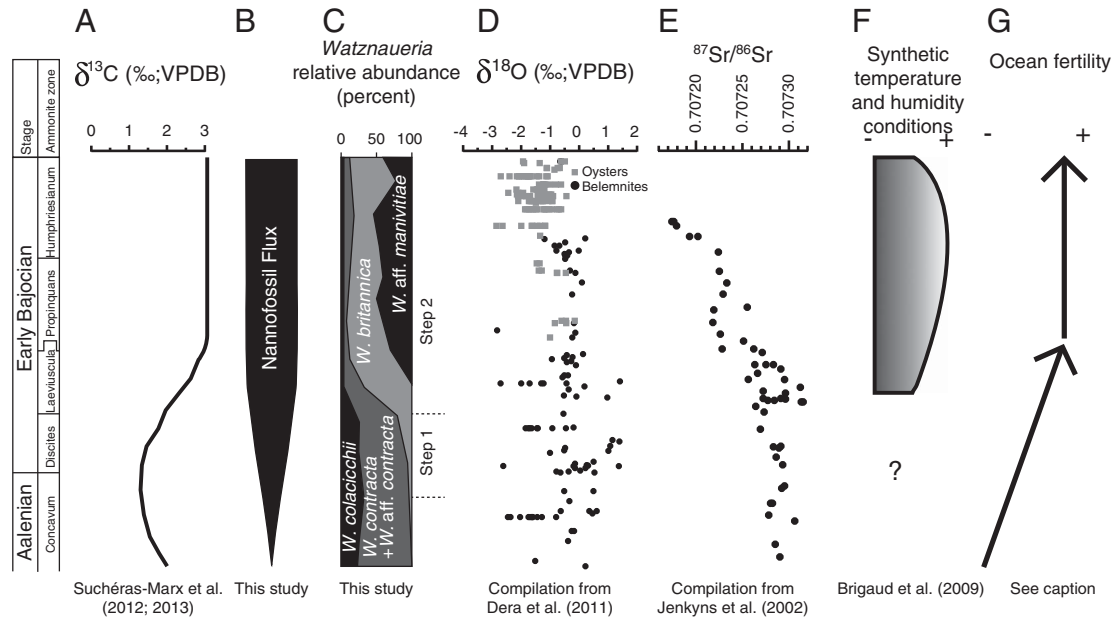 A
B
C
D
E
F
G
δ13C (‰;VPDB)
Watznaueria
relative abundance
(percent)
δ18O (‰;VPDB)
87Sr/86Sr
Synthetic
temperature
and humidity
conditions
Ocean fertility
Stage
Ammonite zone
0 1 2 3
0 50 100
-4 -3 -2 -1 0 1 2
0.70720
0.70725
0.70730
- +
- +
Oysters
Belemnites
Early Bajocian
Aalenian
Humphriesianum
Propinquans
Laeviuscula
Discites
Concavum
Nannofossil Flux
W. colacicchii
W. contracta
+W. aff. contracta
W. britannica
W. aff. manivitiae
Step 2
Step 1
?
Suchéras-Marx et al.
(2012; 2013)
This study
This study
Compilation from
Dera et al. (2011)
Compilation from
Jenkyns et al. (2002)
Brigaud et al. (2009)
See caption